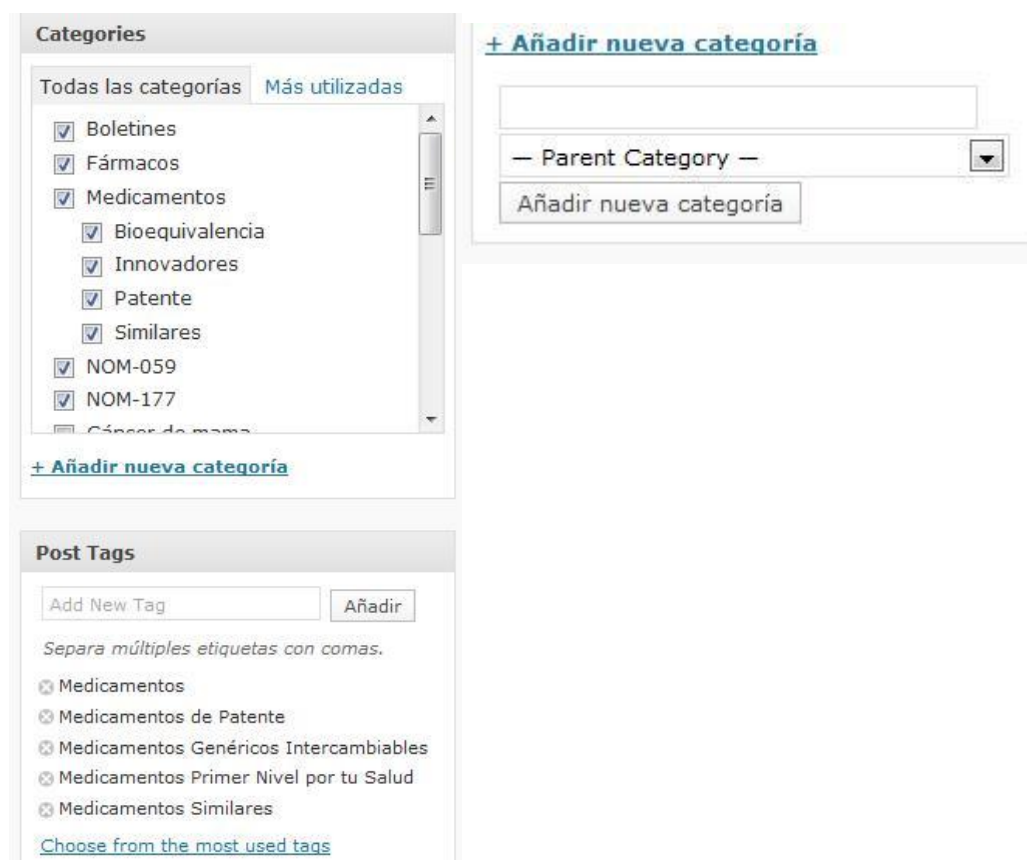 Categories
Todas las categorías Más utilizadas
Boletines
Fármacos
Medicamentos
Bioequivalencia
Innovadores
Patente
Similares
NOM-059
NOM-177
Cáncer de mama
+ Añadir nueva categoría
Post Tags
Add New Tag Añadir
Separa múltiples etiquetas con comas.
Medicamentos
Medicamentos de Patente
Medicamentos Genéricos Intercambiables
Medicamentos Primer Nivel por tu Salud
Medicamentos Similares
Choose from the most used tags
+ Añadir nueva categoría
— Parent Category —
Añadir nueva categoría